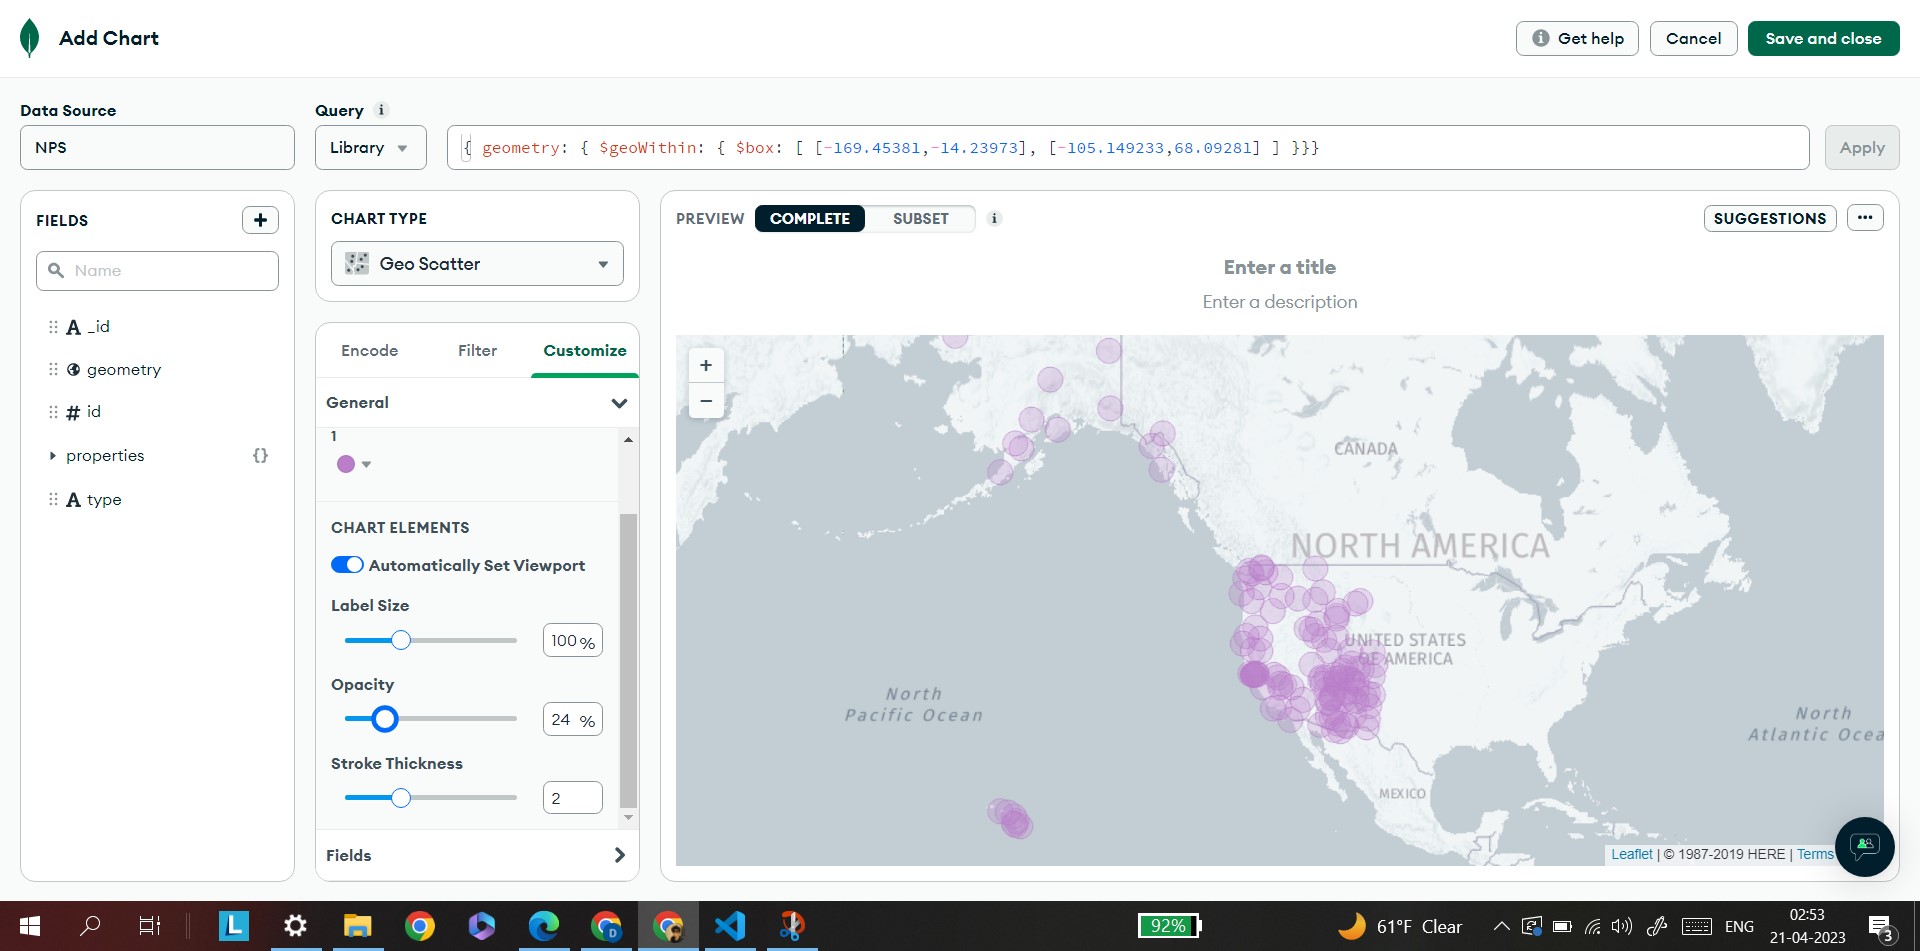 Add Chart
Get help
Cancel
Save and close
Data Source
Query i
NPS
Library
{ geometry: { $geoWithin: { $box: [ [-169.45381,-14.23973], [-105.149233,68.09281] ] }}}
Apply
FIELDS
+
Name
A _id
geometry
# id
properties {}
A type
CHART TYPE
Geo Scatter
Encode
Filter
Customize
General
1
CHART ELEMENTS
Automatically Set Viewport
Label Size
100 %
Opacity
24 %
Stroke Thickness
2
Fields
PREVIEW
COMPLETE
SUBSET
i
SUGGESTIONS
...
Enter a title
Enter a description
+
−
CANADA
NORTH AMERICA
UNITED STATES
OF AMERICA
North
Pacific Ocean
North
Atlantic Ocea
MEXICO
Leaflet | © 1987-2019 HERE | Terms
L
D
92%
61°F Clear
ENG
02:53
21-04-2023
3